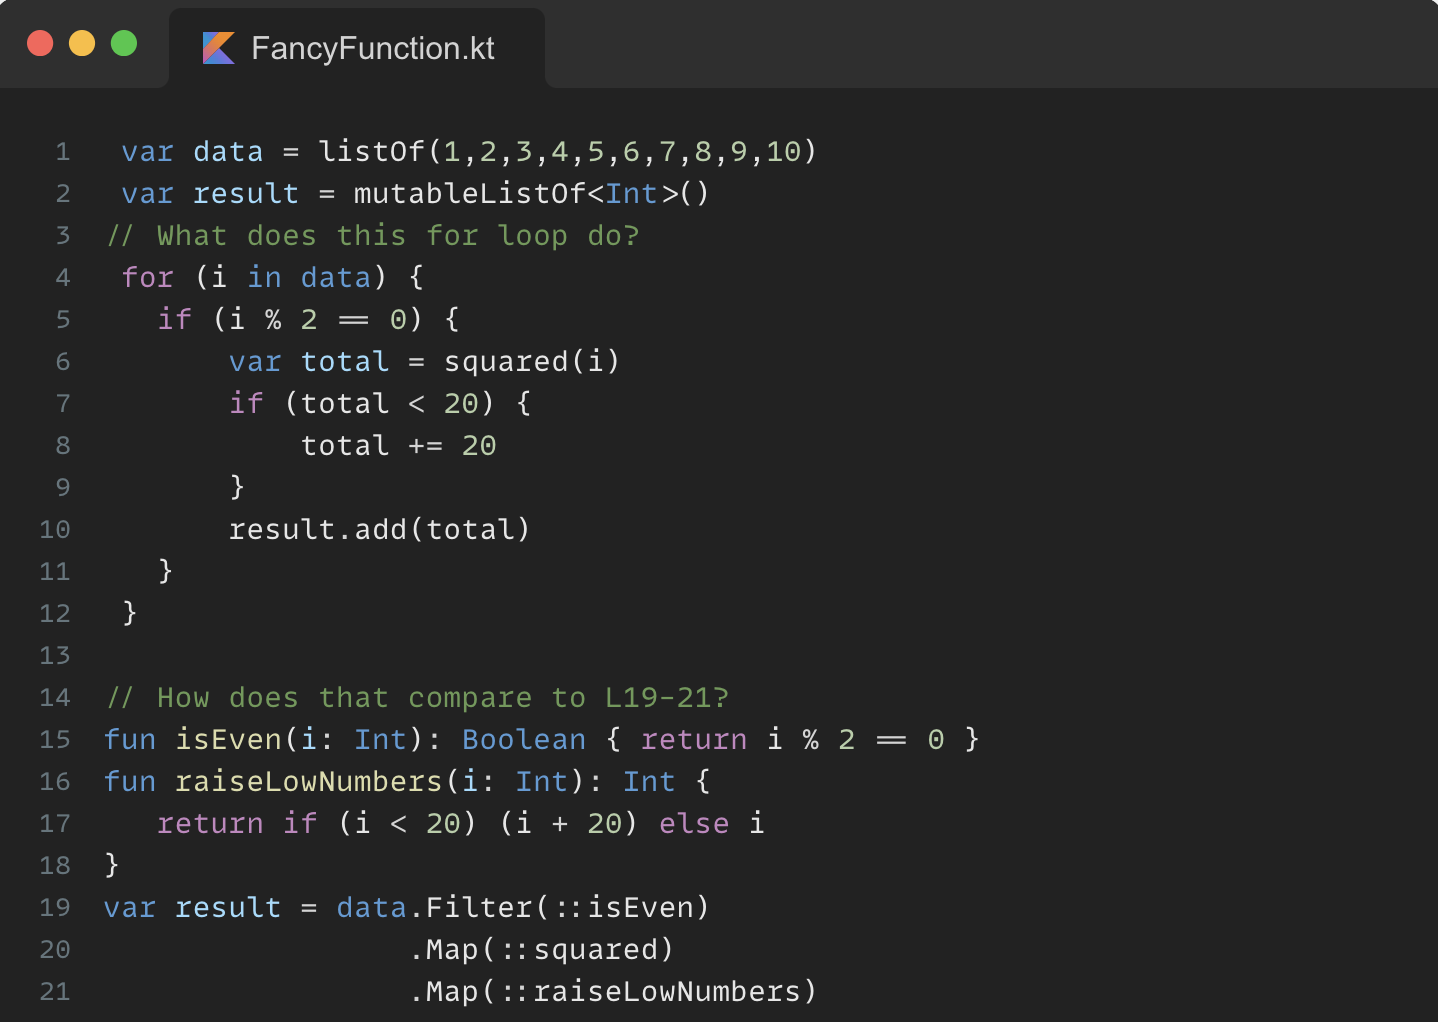 FancyFunction.kt
1 var data = listOf(1,2,3,4,5,6,7,8,9,10)
2 var result = mutableListOf<Int>()
3 // What does this for loop do?
4 for (i in data) {
5 if (i % 2 == 0) {
6 var total = squared(i)
7 if (total < 20) {
8 total += 20
9 }
10 result.add(total)
11 }
12 }
13
14 // How does that compare to L19-21?
15 fun isEven(i: Int): Boolean { return i % 2 == 0 }
16 fun raiseLowNumbers(i: Int): Int {
17 return if (i < 20) (i + 20) else i
18 }
19 var result = data.Filter(::isEven)
20 .Map(::squared)
21 .Map(::raiseLowNumbers)